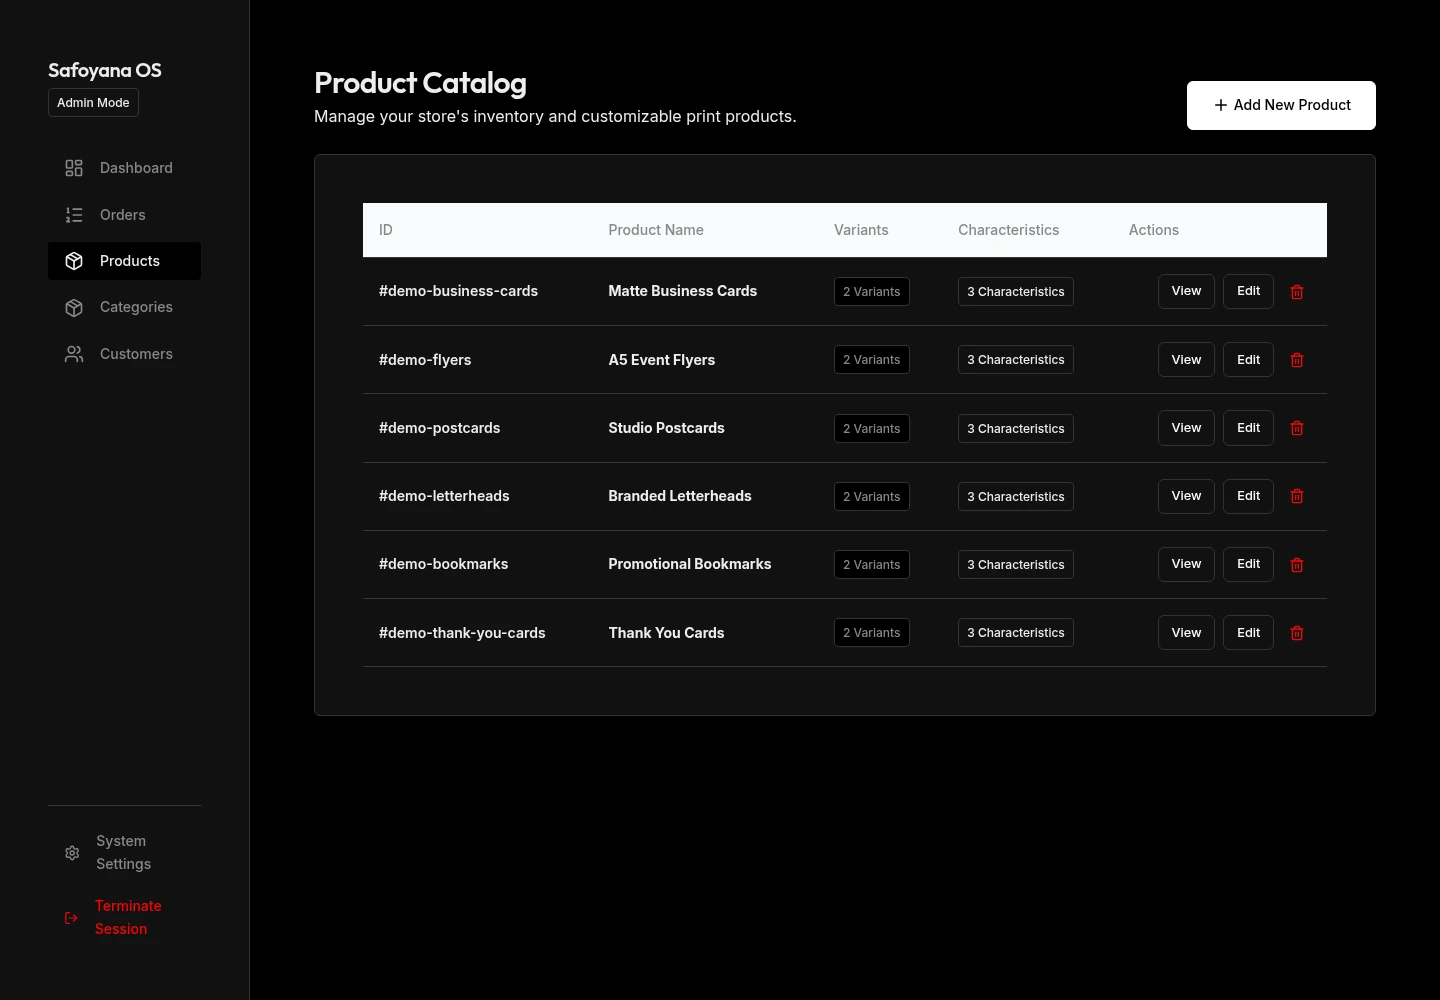 Safoyana OS
Admin Mode
Dashboard
Orders
Products
Categories
Customers
System
Settings
Terminate
Session
Product Catalog
Manage your store's inventory and customizable print products.
Add New Product
ID Product Name Variants Characteristics Actions
#demo-business-cards Matte Business Cards 2 Variants 3 Characteristics View Edit
#demo-flyers A5 Event Flyers 2 Variants 3 Characteristics View Edit
#demo-postcards Studio Postcards 2 Variants 3 Characteristics View Edit
#demo-letterheads Branded Letterheads 2 Variants 3 Characteristics View Edit
#demo-bookmarks Promotional Bookmarks 2 Variants 3 Characteristics View Edit
#demo-thank-you-cards Thank You Cards 2 Variants 3 Characteristics View Edit